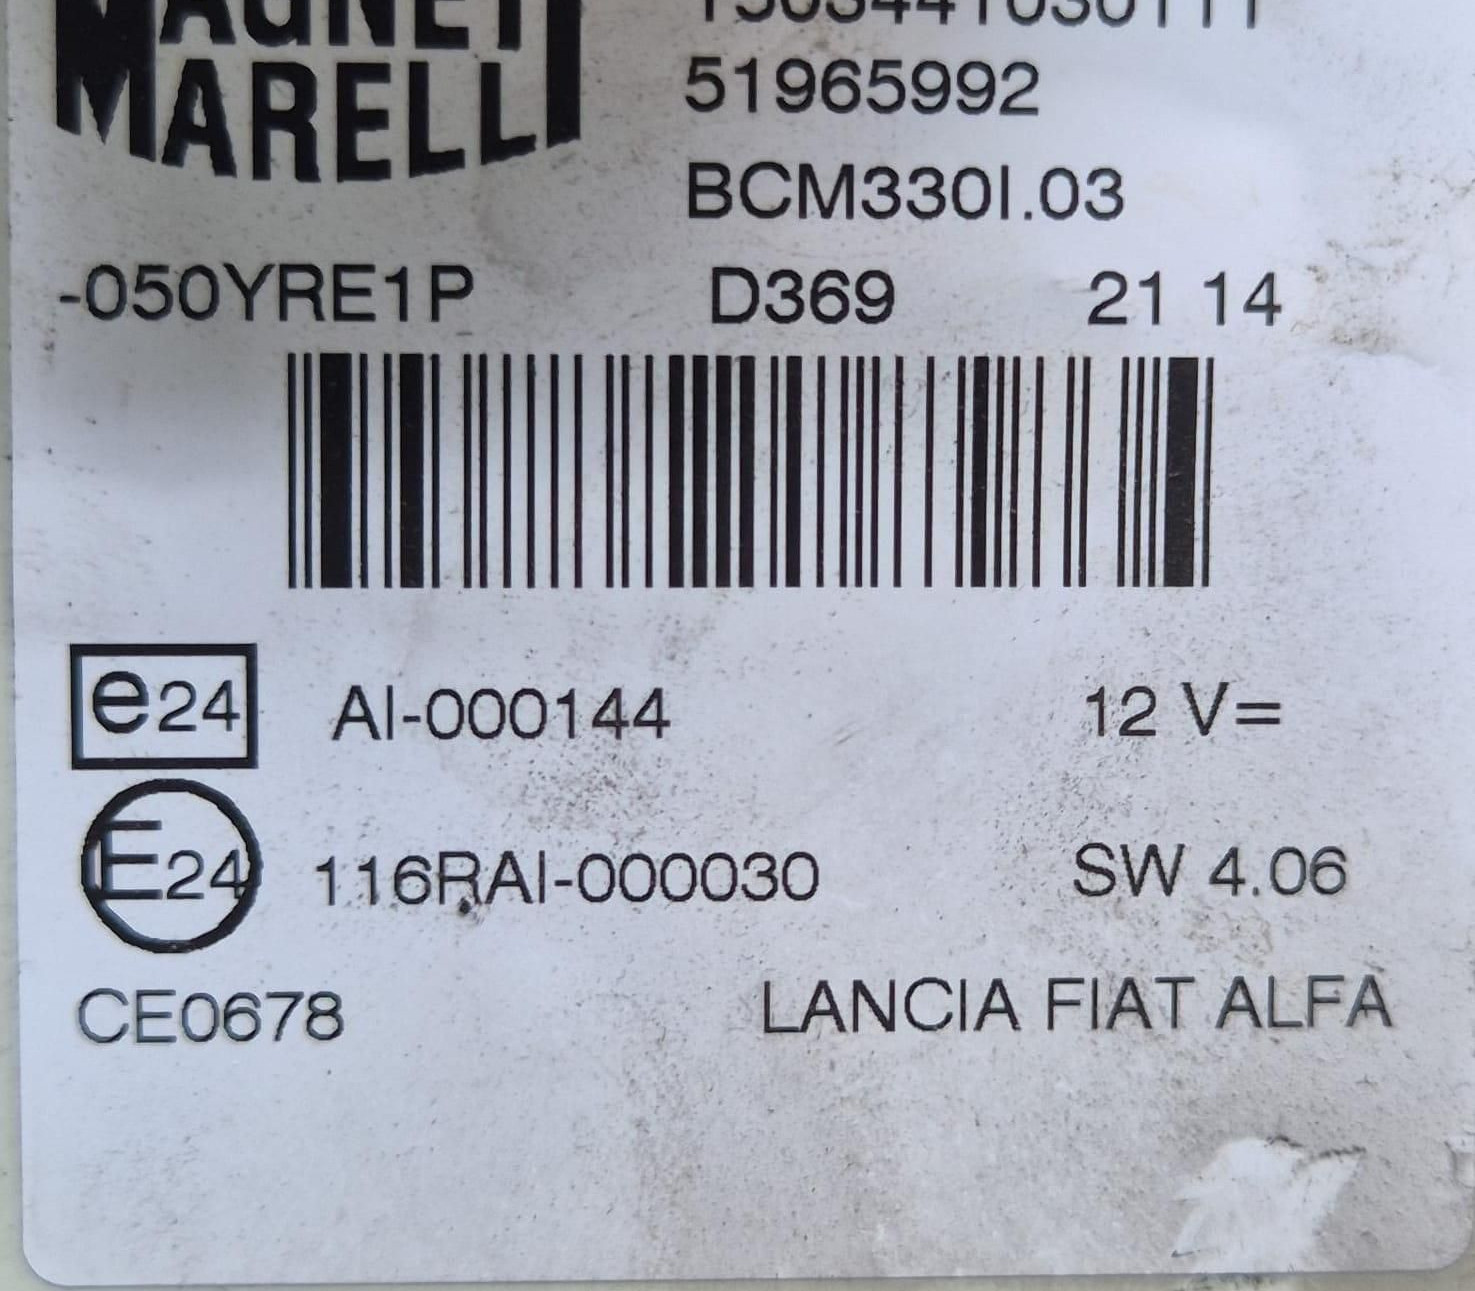 MAGNETI
MARELLI
51965992
BCM330I.03
-050YRE1P D369 21 14
e24 AI-000144 12 V=
E24 116RAI-000030 SW 4.06
CE0678 LANCIA FIAT ALFA